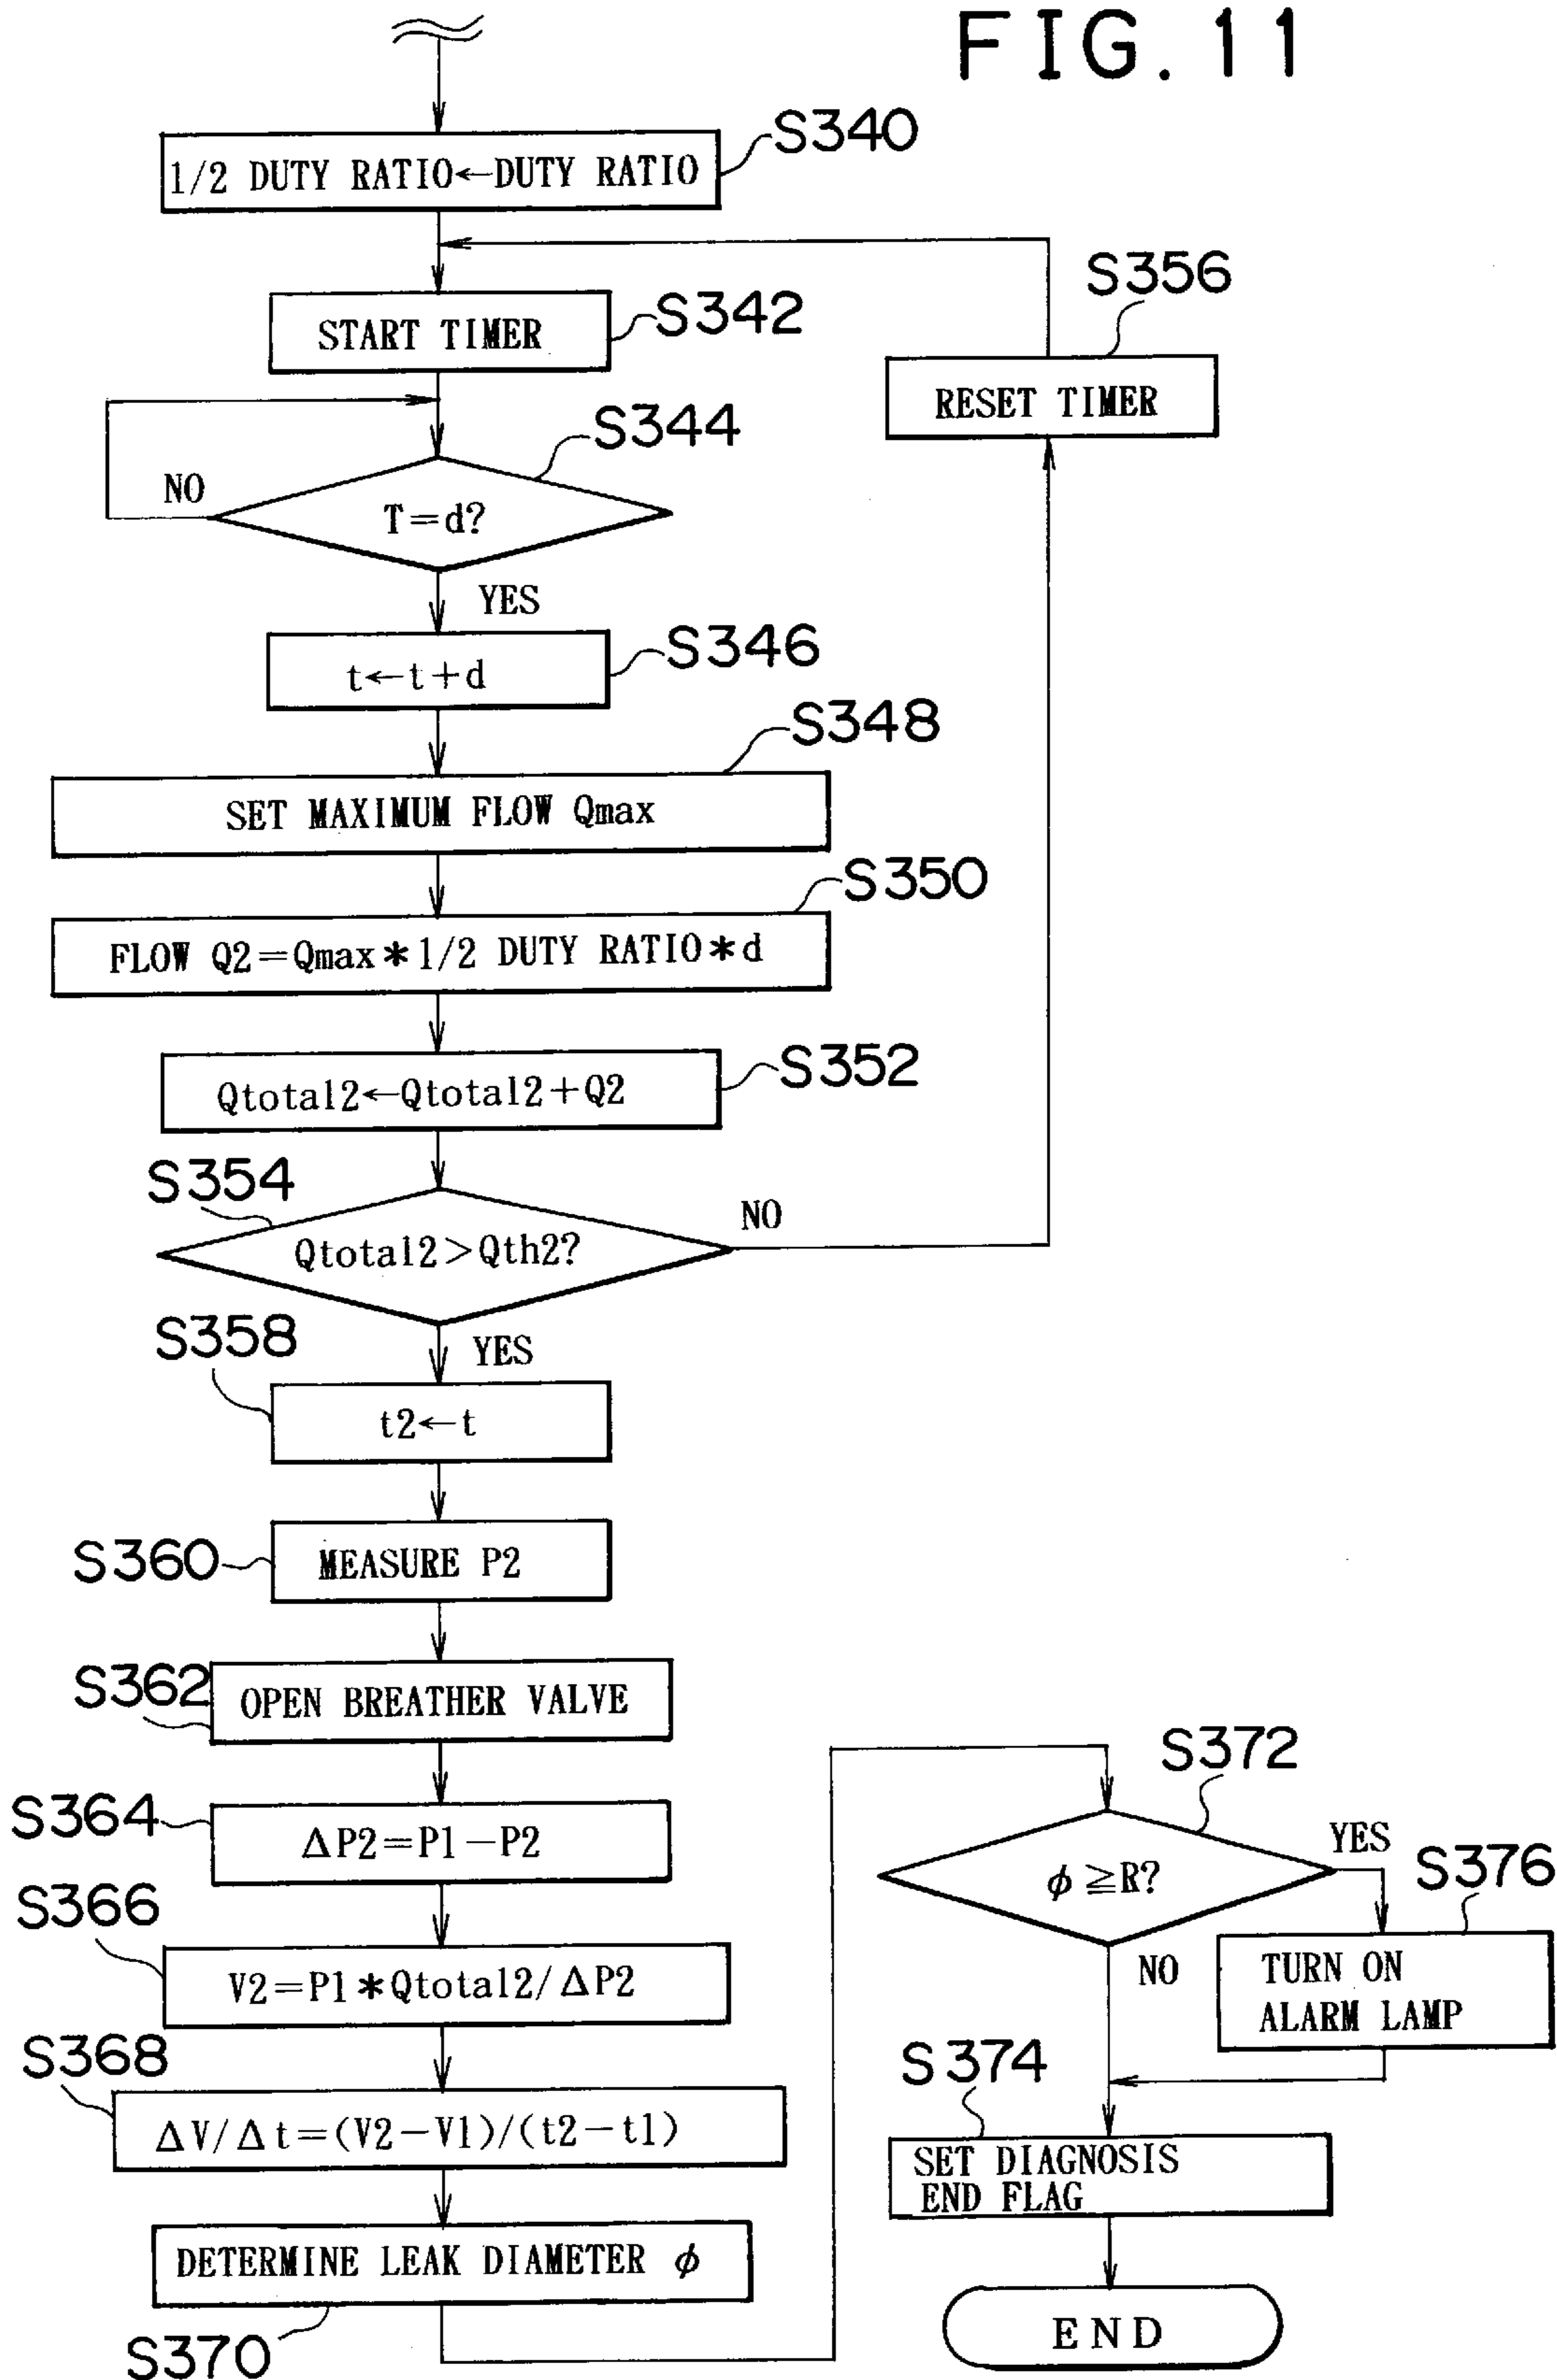 FIG. 11
S340
1/2 DUTY RATIO←DUTY RATIO
S342
START TIMER
S356
RESET TIMER
S344
NO
T=d?
YES
S346
t←t+d
S348
SET MAXIMUM FLOW Qmax
S350
FLOW Q2=Qmax*1/2 DUTY RATIO*d
S352
Qtotal2←Qtotal2+Q2
S354
NO
Qtotal2>Qth2?
S358
YES
t2←t
S360
MEASURE P2
S362
OPEN BREATHER VALVE
S364
ΔP2=P1-P2
S366
V2=P1*Qtotal2/ΔP2
S368
ΔV/Δt=(V2-V1)/(t2-t1)
DETERMINE LEAK DIAMETER ϕ
S370
S372
YES
ϕ≧R?
S376
NO
TURN ON
ALARM LAMP
S374
SET DIAGNOSIS
END FLAG
END